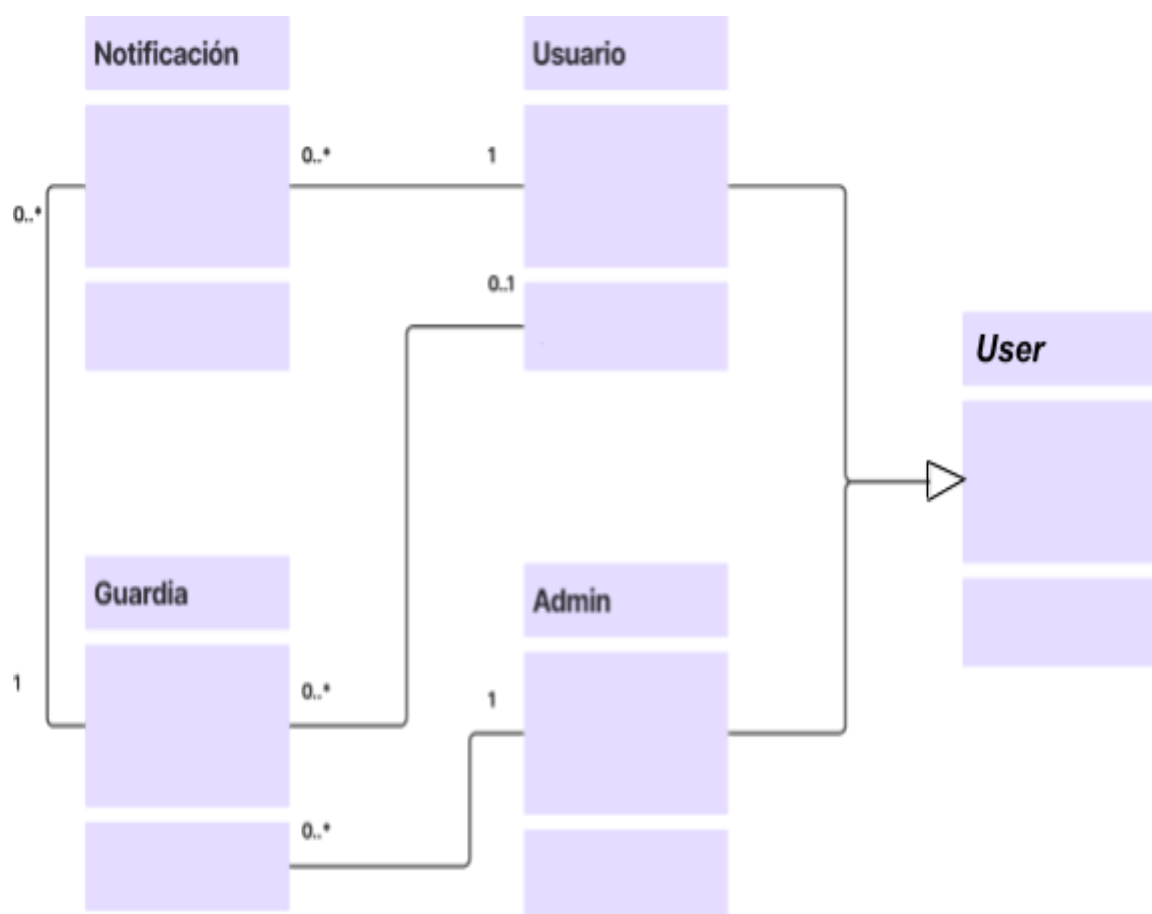 Notificación
Usuario
0..*
1
0..*
0..1
User
Guardia
Admin
1
0..*
1
0..*